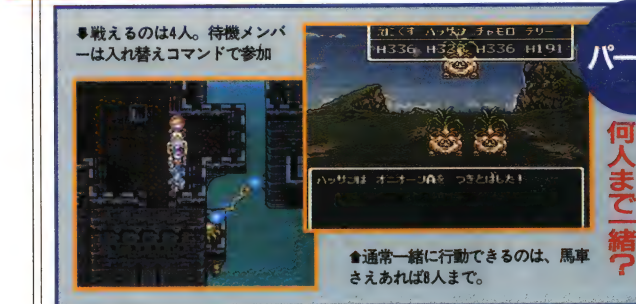 戦えるのは4人。待機メンバ
ーは入れ替えコマンドで参加
ハッサン チャモロ テリー
H336 H32 H336 H191
ハッサンは オニオーンAを つきとばした!
通常一緒に行動できるのは、馬車
さえあれば8人まで。
パー
何人まで一緒?